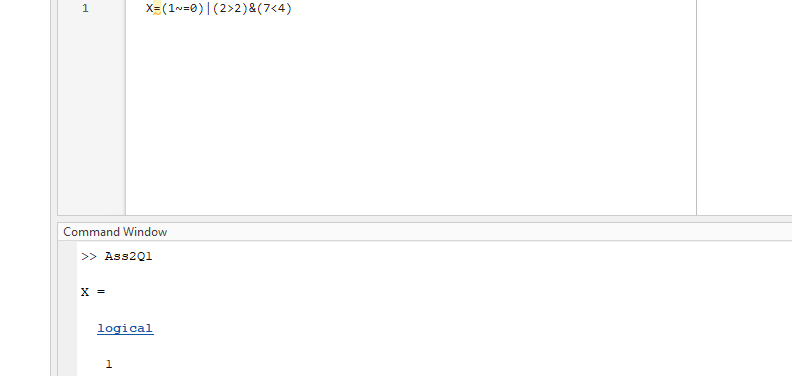 1 X=(1~=0)|(2>2)&(7<4)
Command Window
>> Ass2Q1
X =
logical
1